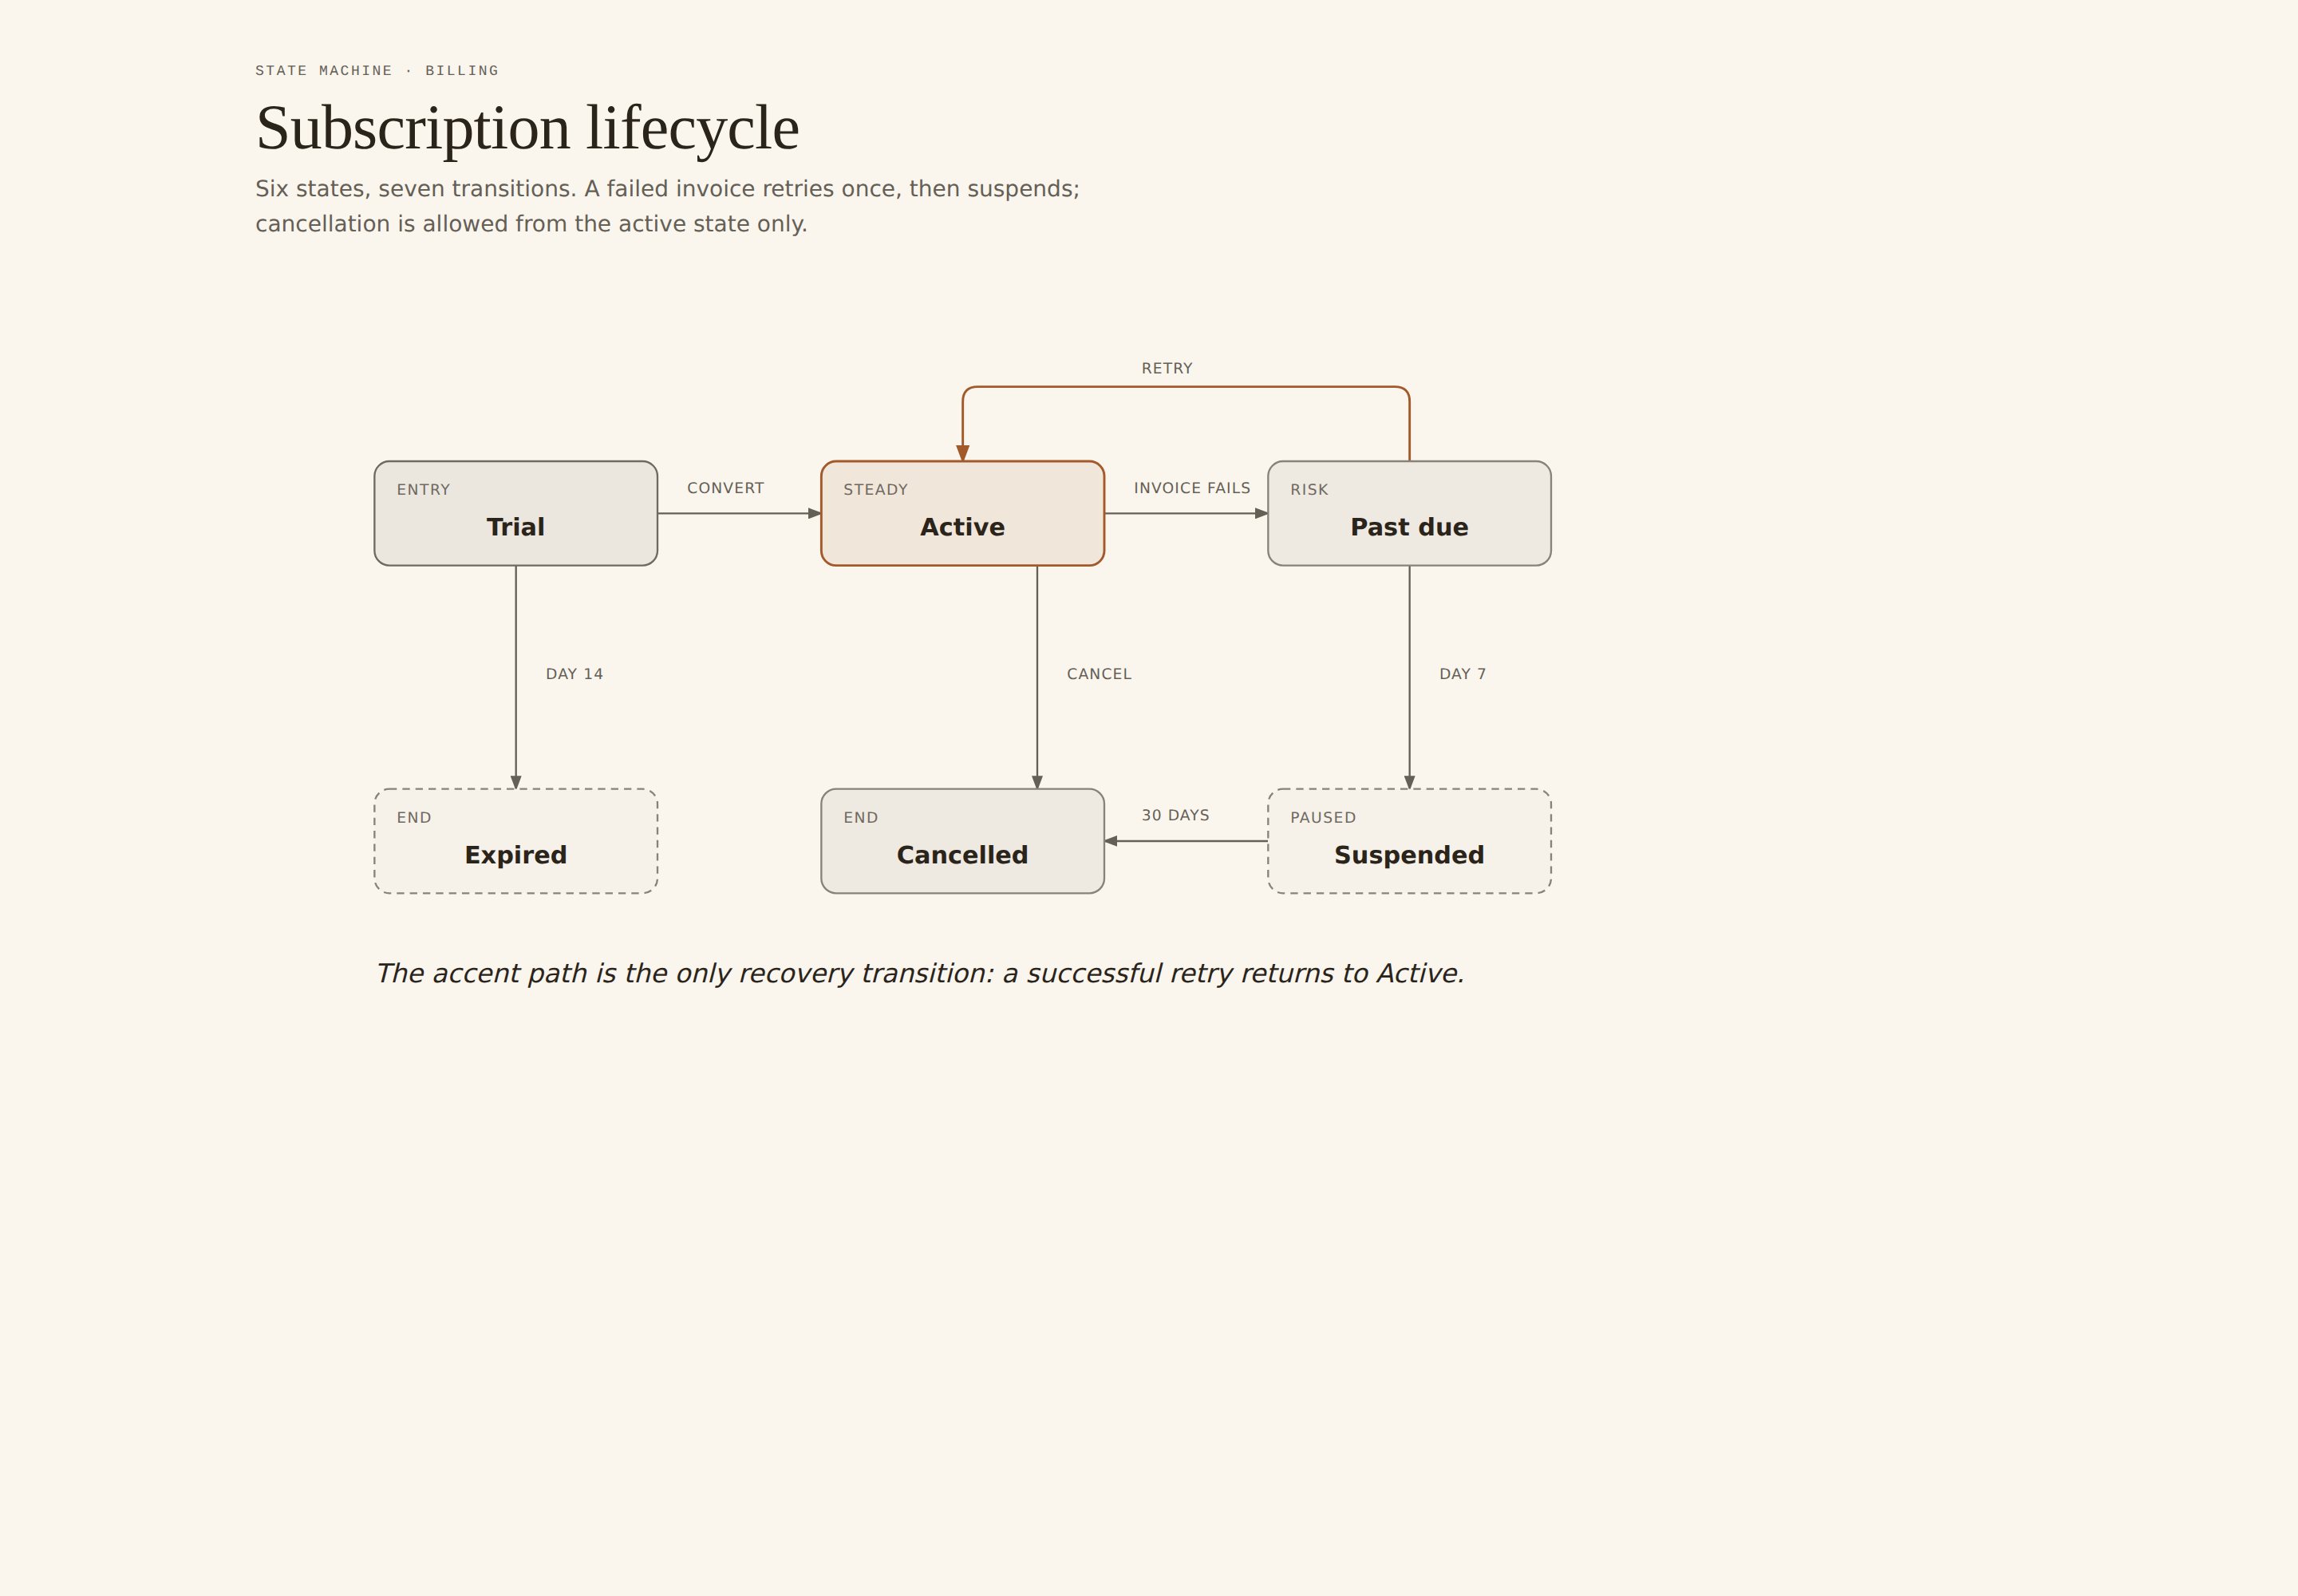 STATE MACHINE · BILLING
Subscription lifecycle
Six states, seven transitions. A failed invoice retries once, then suspends;
cancellation is allowed from the active state only.
RETRY
ENTRY
Trial
CONVERT
STEADY
Active
INVOICE FAILS
RISK
Past due
DAY 14
CANCEL
DAY 7
END
Expired
END
Cancelled
30 DAYS
PAUSED
Suspended
The accent path is the only recovery transition: a successful retry returns to Active.